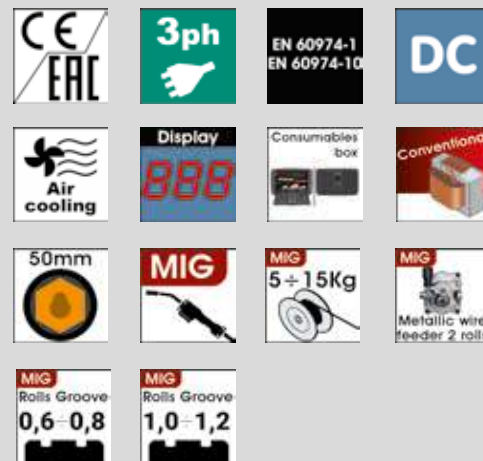 CE
EAC
3ph
EN 60974-1
EN 60974-10
DC
Air
cooling
Display
888
Consumables
box
Conventional
50mm
MIG
MIG
5÷15Kg
MIG
Metallic wire
feeder 2 rolls
MIG
Rolls Groove
0,6÷0,8
MIG
Rolls Groove
1,0÷1,2